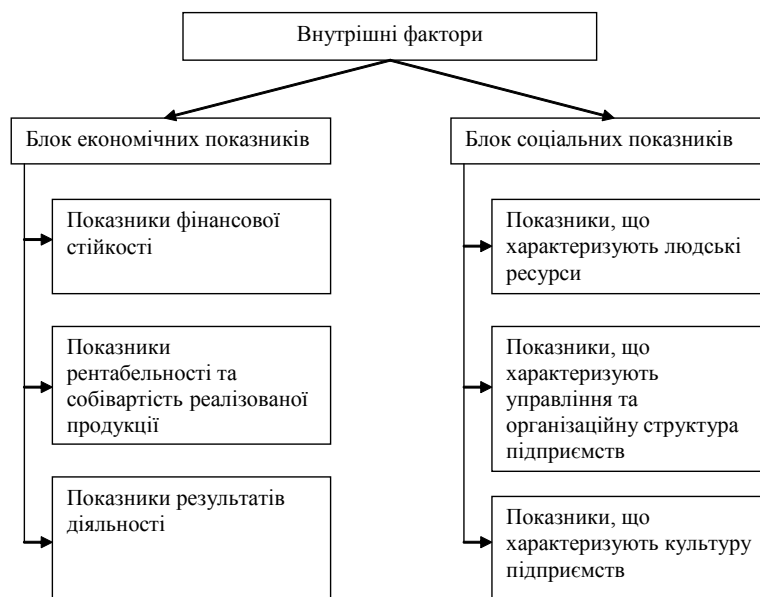 Внутрішні фактори
Блок економічних показників
Показники фінансової
стійкості
Показники
рентабельності та
собівартість реалізованої
продукції
Показники результатів
діяльності
Блок соціальних показників
Показники, що
характеризують людські
ресурси
Показники, що
характеризують
управління та
організаційну структура
підприємств
Показники, що
характеризують культуру
підприємств